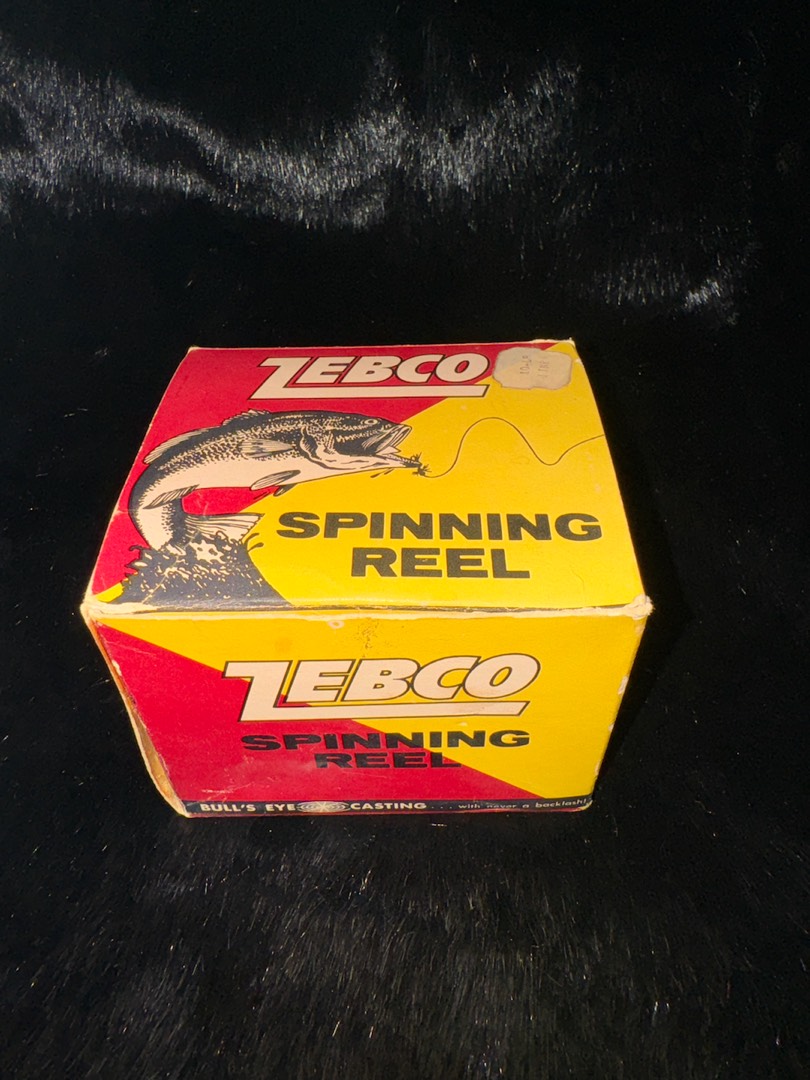 ZEBCO
SPINNING
REEL
ZEBCO
SPINNING
REEL
BULL'S EYE CASTING... with never a backlash!